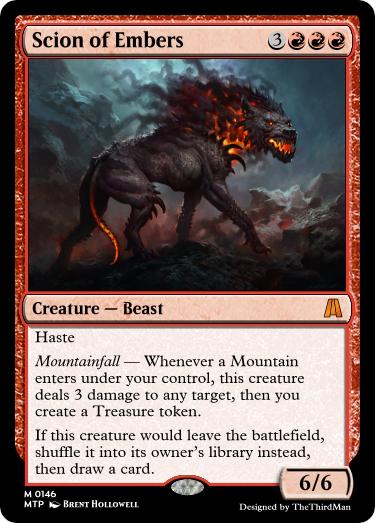 Scion of Embers 3
Creature — Beast
Haste
Mountainfall — Whenever a Mountain
enters under your control, this creature
deals 3 damage to any target, then you
create a Treasure token.
If this creature would leave the battlefield,
shuffle it into its owner's library instead,
then draw a card.
6/6
M 0146
MTP Brent Hollowell
Designed by TheThirdMan